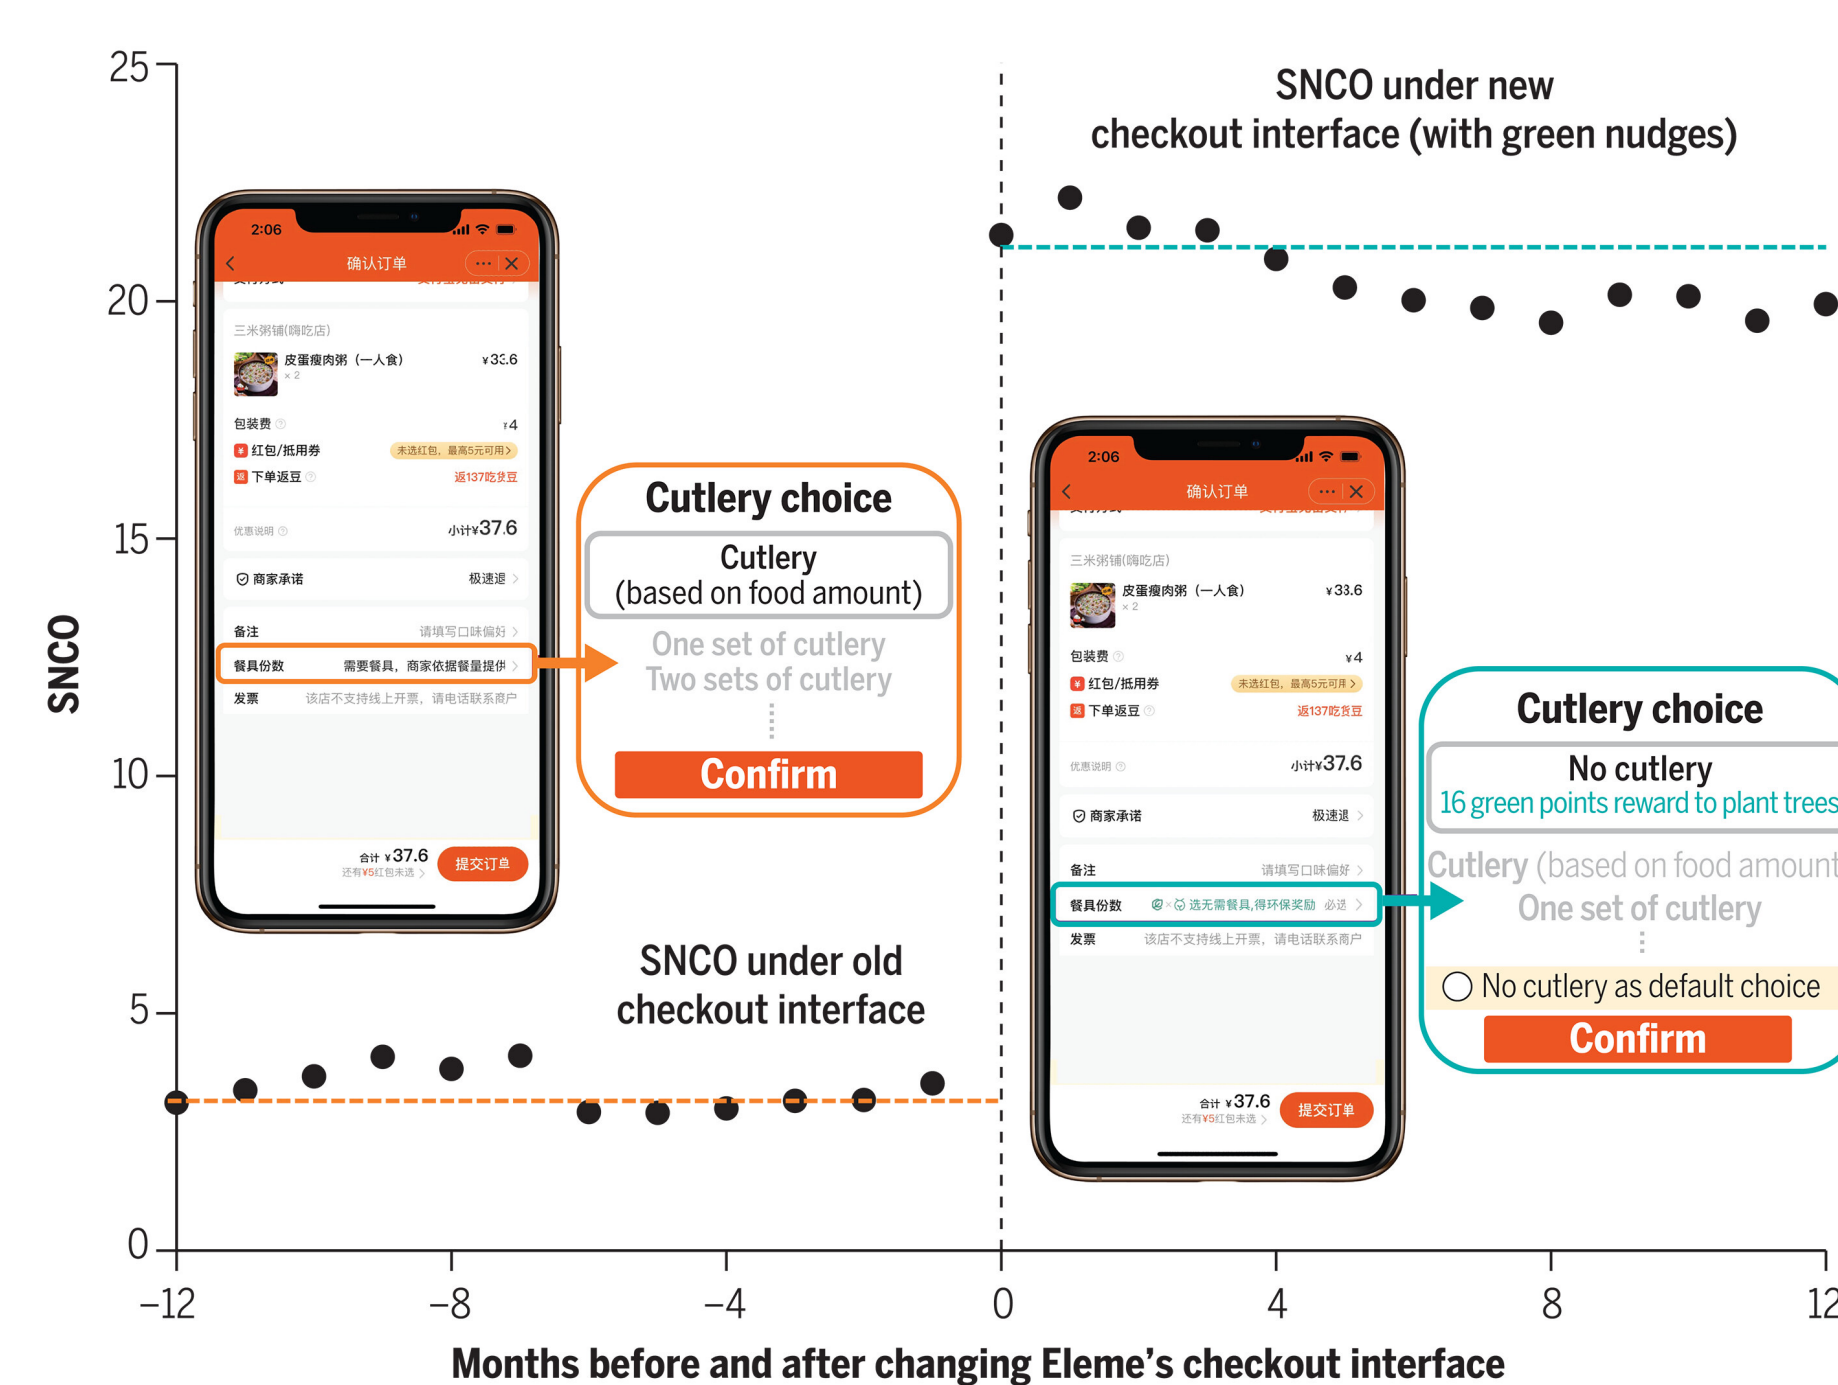 25
20
15
10
5
0
SNCO
SNCO under new
checkout interface (with green nudges)
2:06
确认订单
三米粥铺(嗨吃店)
皮蛋瘦肉粥（一人食）
¥33.6
× 2
包装费
¥4
红包/抵用券
未选红包，最高5元可用>
下单返豆
返137吃货豆
优惠说明
小计¥37.6
商家承诺
极速退 >
备注
请填写口味偏好 >
餐具份数
需要餐具，商家依据餐量提供 >
发票
该店不支持线上开票，请电话联系商户
合计 ¥37.6
还有¥5红包未选 >
提交订单
Cutlery choice
Cutlery
(based on food amount)
One set of cutlery
Two sets of cutlery
Confirm
SNCO under old
checkout interface
2:06
确认订单
三米粥铺(嗨吃店)
皮蛋瘦肉粥（一人食）
¥33.6
× 2
包装费
¥4
红包/抵用券
未选红包，最高5元可用 >
下单返豆
返137吃货豆
优惠说明
小计¥37.6
商家承诺
极速退 >
备注
请填写口味偏好 >
餐具份数
选无需餐具,得环保奖励 必选 >
发票
该店不支持线上开票，请电话联系商户
合计 ¥37.6
还有¥5红包未选 >
提交订单
Cutlery choice
No cutlery
16 green points reward to plant trees
Cutlery (based on food amount
One set of cutlery
No cutlery as default choice
Confirm
−12
−8
−4
0
4
8
12
Months before and after changing Eleme’s checkout interface